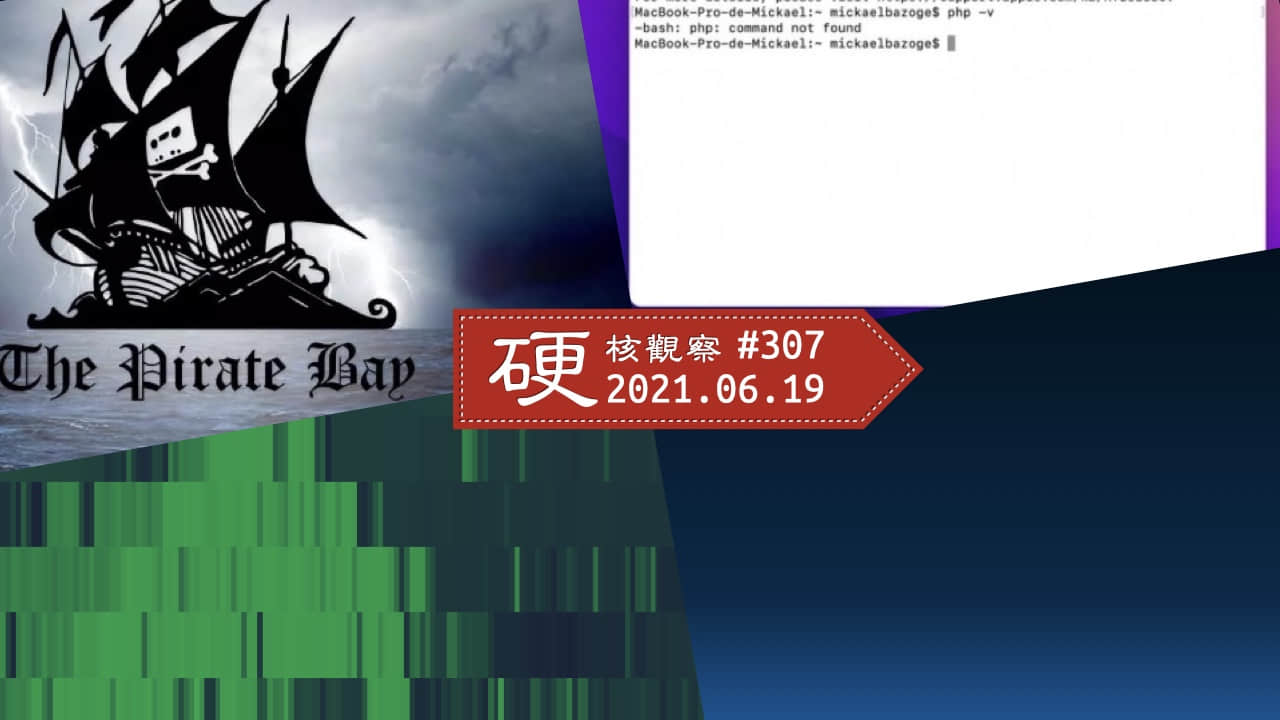 MacBook-Pro-de-Mickael:~ mickaelbazoge$ php -v
-bash: php: command not found
MacBook-Pro-de-Mickael:~ mickaelbazoge$
The Pirate Bay
硬核觀察 #307
2021.06.19